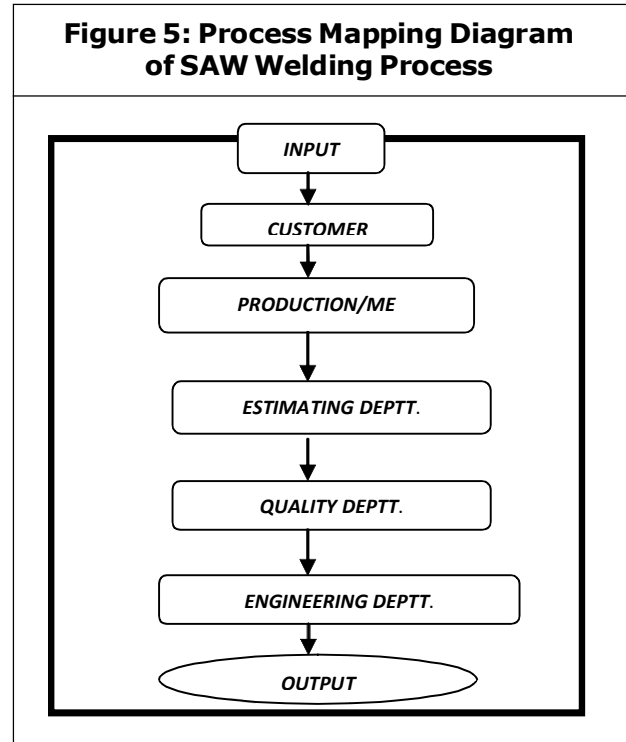 Figure 5: Process Mapping Diagram
of SAW Welding Process
INPUT
CUSTOMER
PRODUCTION/ME
ESTIMATING DEPTT.
QUALITY DEPTT.
ENGINEERING DEPTT.
OUTPUT